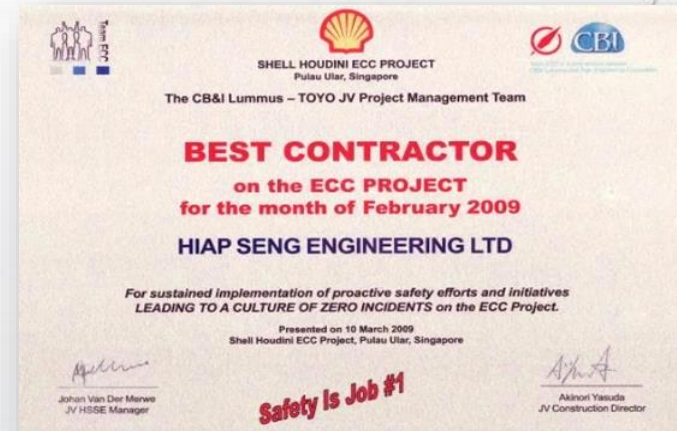 Team ECC
SHELL HOUDINI ECC PROJECT
Pulau Ular, Singapore
CB&I
The CB&I Lummus – TOYO JV Project Management Team
BEST CONTRACTOR
on the ECC PROJECT
for the month of February 2009
HIAP SENG ENGINEERING LTD
For sustained implementation of proactive safety efforts and initiatives
LEADING TO A CULTURE OF ZERO INCIDENTS on the ECC Project.
Presented on 10 March 2009
Shell Houdini ECC Project, Pulau Ular, Singapore
Johan Van Der Merwe
JV HSSE Manager
Safety Is Job #1
Akinori Yasuda
JV Construction Director